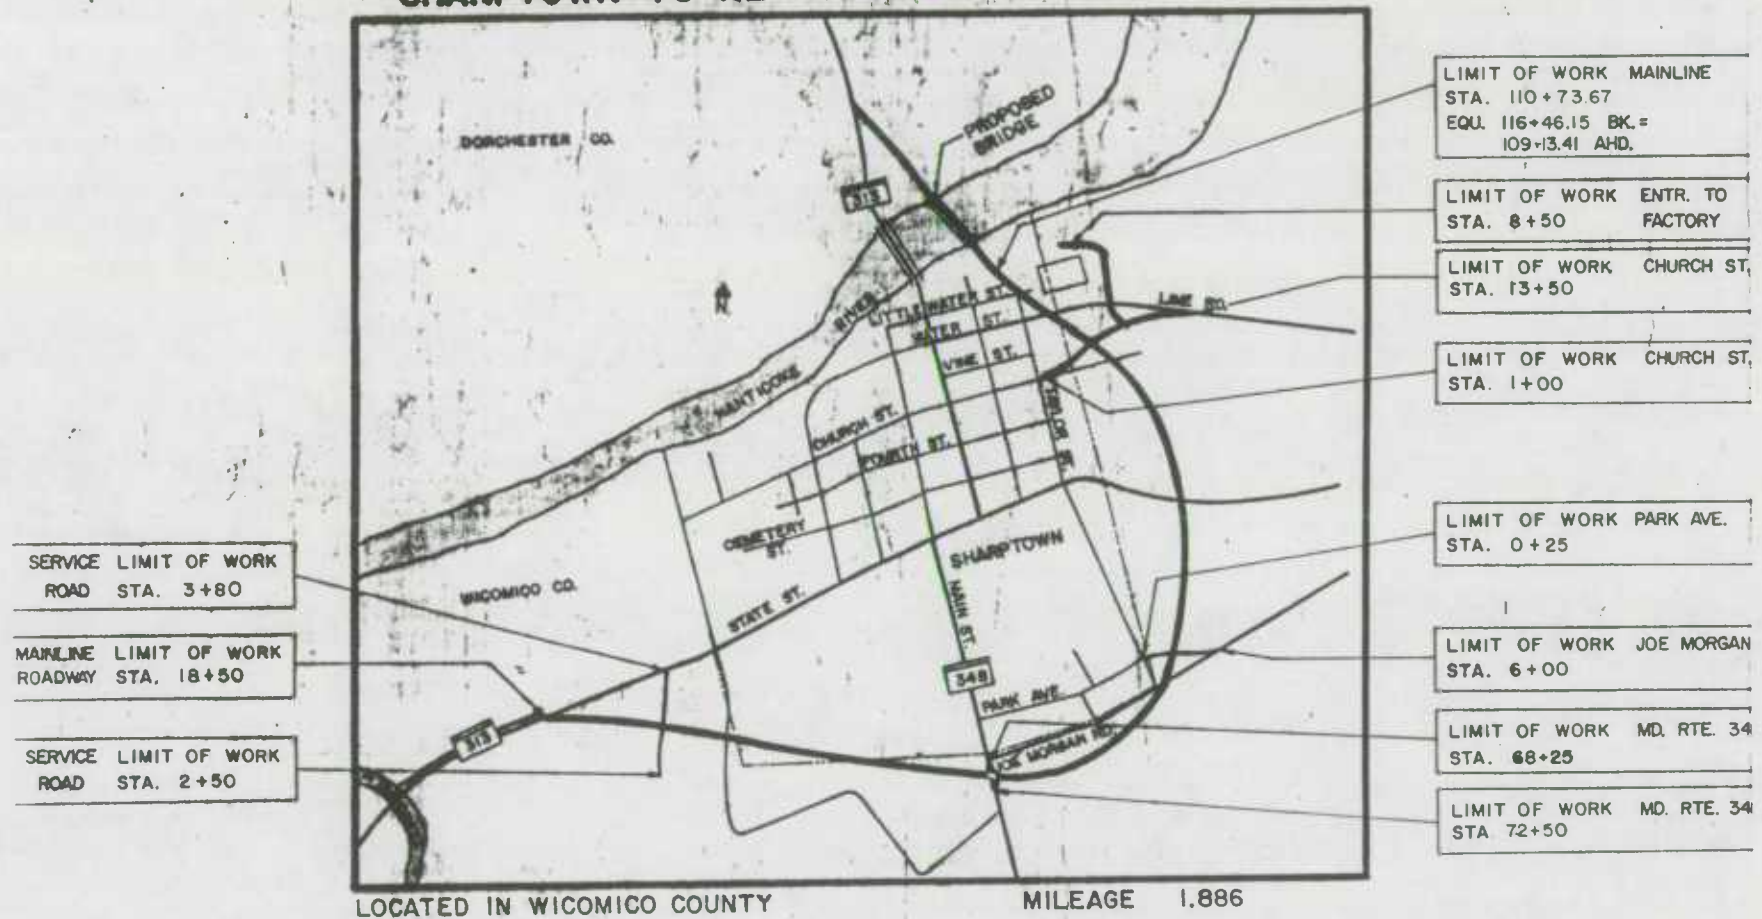 LIMIT OF WORK MAINLINE
STA. 110+73.67
EQU. 116+46.15 BK.=
109+13.41 AHD.
LIMIT OF WORK ENTR. TO
STA. 8+50 FACTORY
LIMIT OF WORK CHURCH ST.
STA. 13+50
LIMIT OF WORK CHURCH ST.
STA. 1+00
LIMIT OF WORK PARK AVE.
STA. 0+25
LIMIT OF WORK JOE MORGAN
STA. 6+00
LIMIT OF WORK MD. RTE. 34
STA. 68+25
LIMIT OF WORK MD. RTE. 34
STA 72+50
SERVICE LIMIT OF WORK
ROAD STA. 3+80
MAINLINE LIMIT OF WORK
ROADWAY STA. 18+50
SERVICE LIMIT OF WORK
ROAD STA. 2+50
DORCHESTER CO.
PROPOSED
BRIDGE
313
N
RIVER
LITTLE WATER ST.
WATER ST.
LINE RD.
VINE ST.
NANTICOKE
TAYLOR ST.
CHURCH ST.
FOURTH ST.
CEMETERY
ST.
SHARPTOWN
WICOMICO CO.
STATE ST.
MAIN ST.
348
PARK AVE.
JOE MORGAN RD.
313
LOCATED IN WICOMICO COUNTY
MILEAGE 1.886